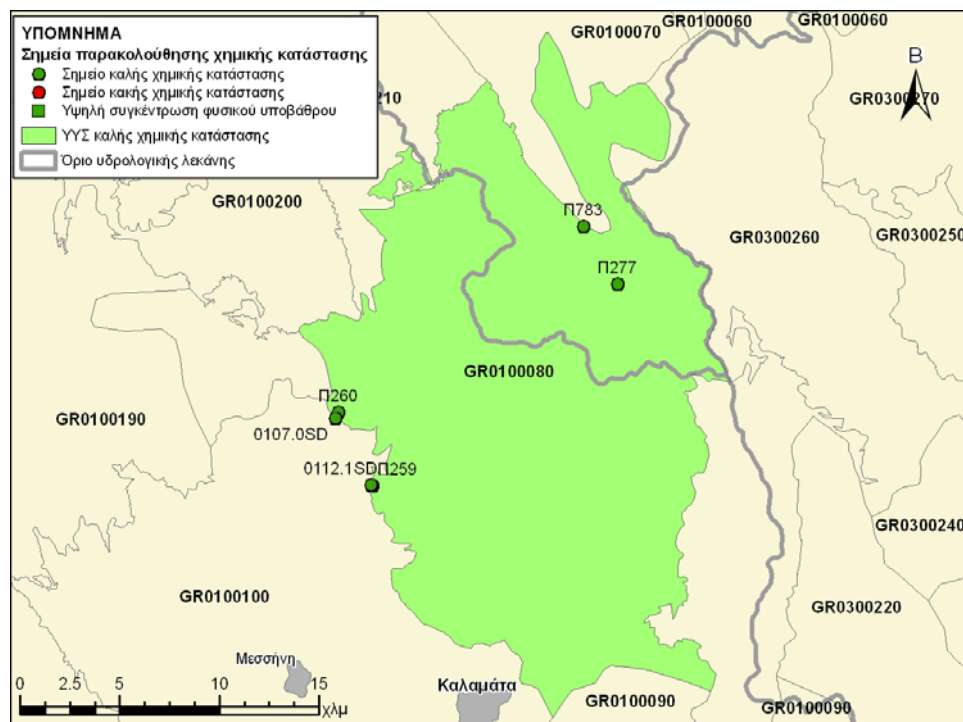 ΥΠΟΜΝΗΜΑ
Σημεία παρακολούθησης χημικής κατάστασης
Σημείο καλής χημικής κατάστασης
Σημείο κακής χημικής κατάστασης
Υψηλή συγκέντρωση φυσικού υποβάθρου
ΥΥΣ καλής χημικής κατάστασης
Όριο υδρολογικής λεκάνης
GR0100070
GR0100060
GR0100060
Β
210
GR0300270
GR0100200
Π783
GR0300260
GR0300250
Π277
GR0100080
Π260
GR0100190
0107.0SD
0112.1SD
Π259
GR0300240
GR0100100
GR0300220
Μεσσήνη
Καλαμάτα
GR0100090
GR0100090
0 2.5 5 10 15
χλμ